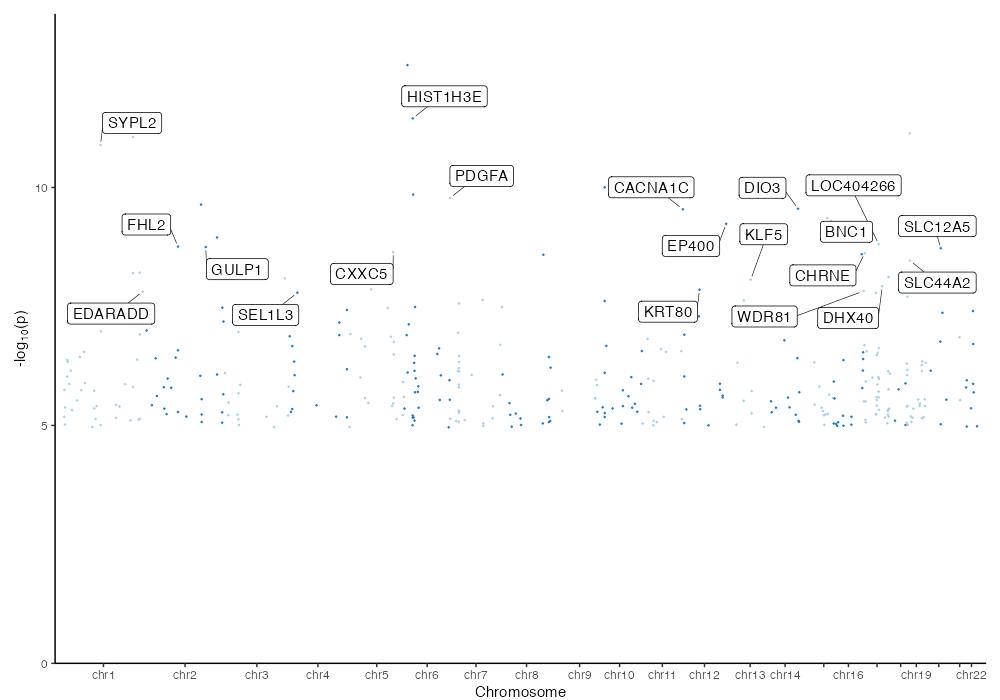 HIST1H3E
SYPL2
PDGFA
CACNA1C
DIO3
LOC404266
FHL2
SLC12A5
BNC1
KLF5
EP400
GULP1
CXXC5
CHRNE
SLC44A2
EDARADD
SEL1L3
KRT80
WDR81
DHX40
10
5
0
-log10(p)
chr1 chr2 chr3 chr4 chr5 chr6 chr7 chr8 chr9 chr10 chr11 chr12 chr13 chr14 chr16 chr19 chr22
Chromosome